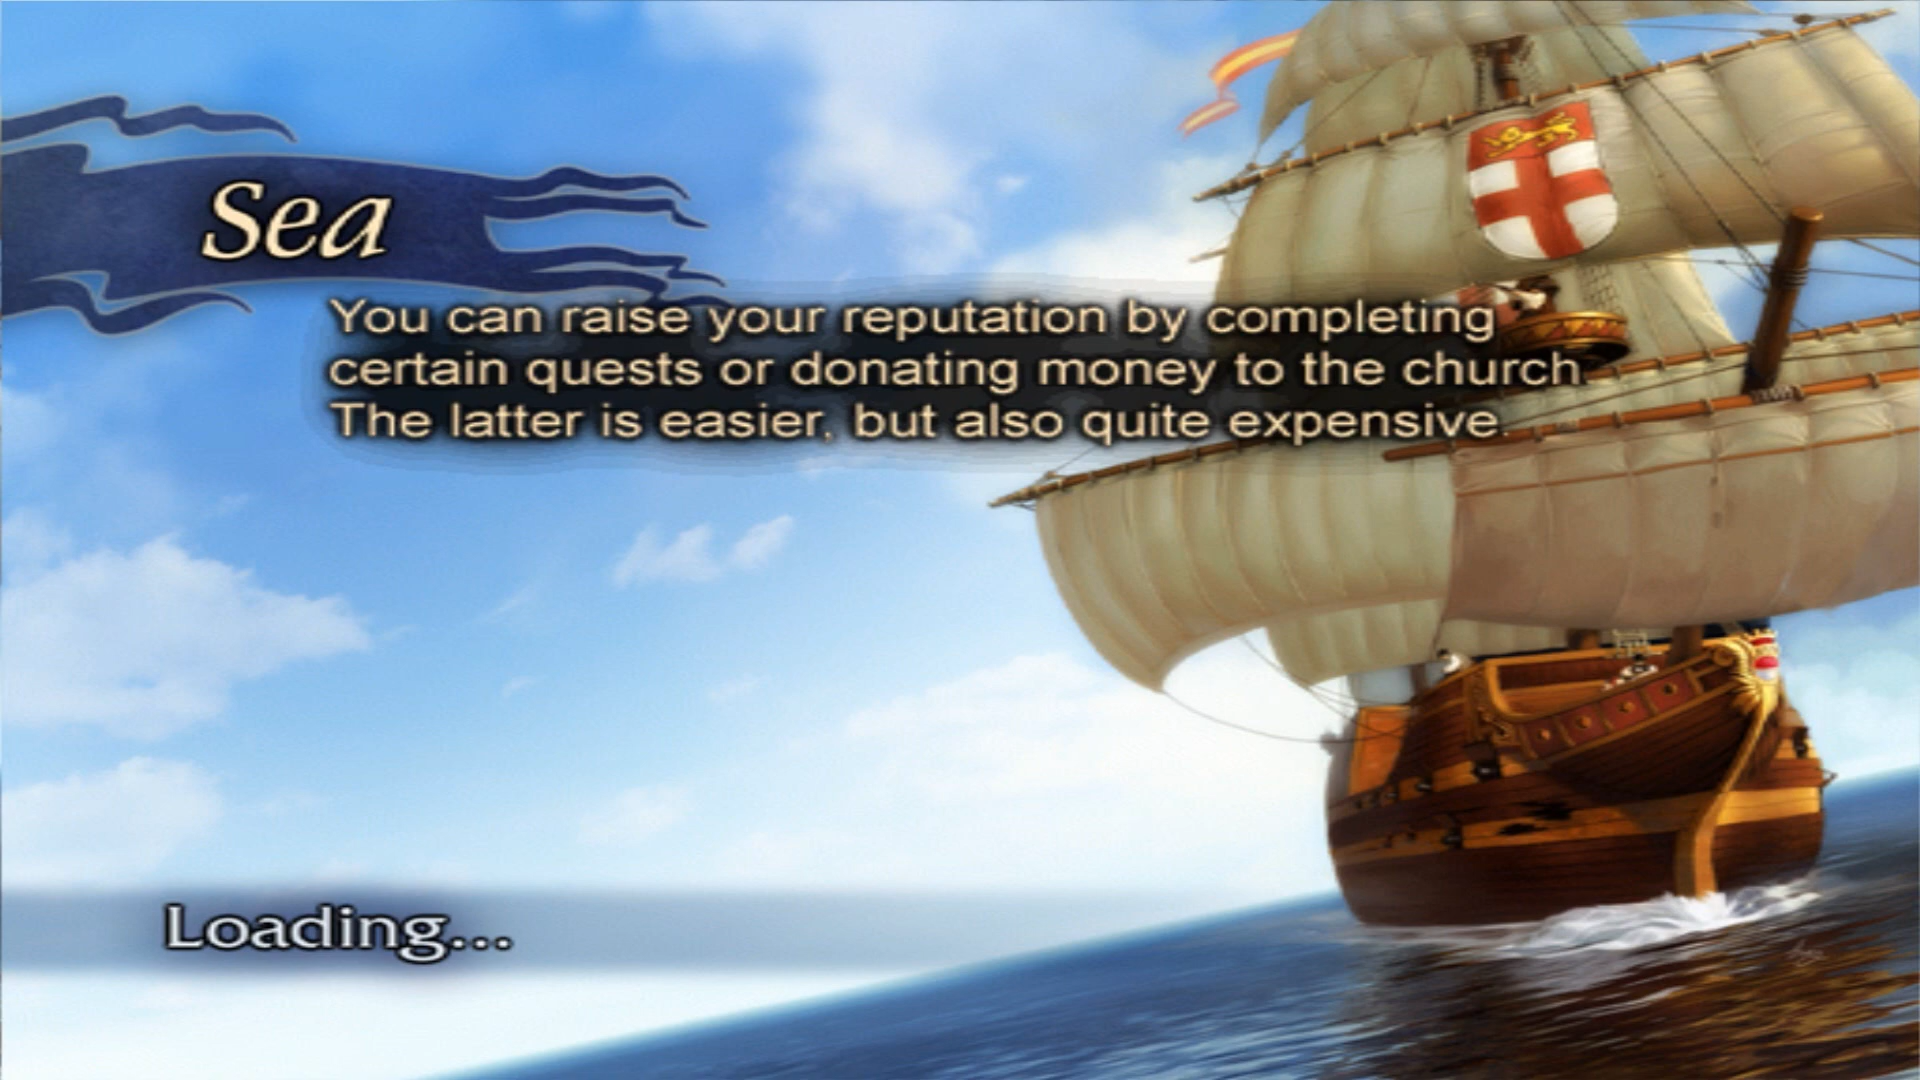 Sea
You can raise your reputation by completing
certain quests or donating money to the church.
The latter is easier, but also quite expensive.
Loading...